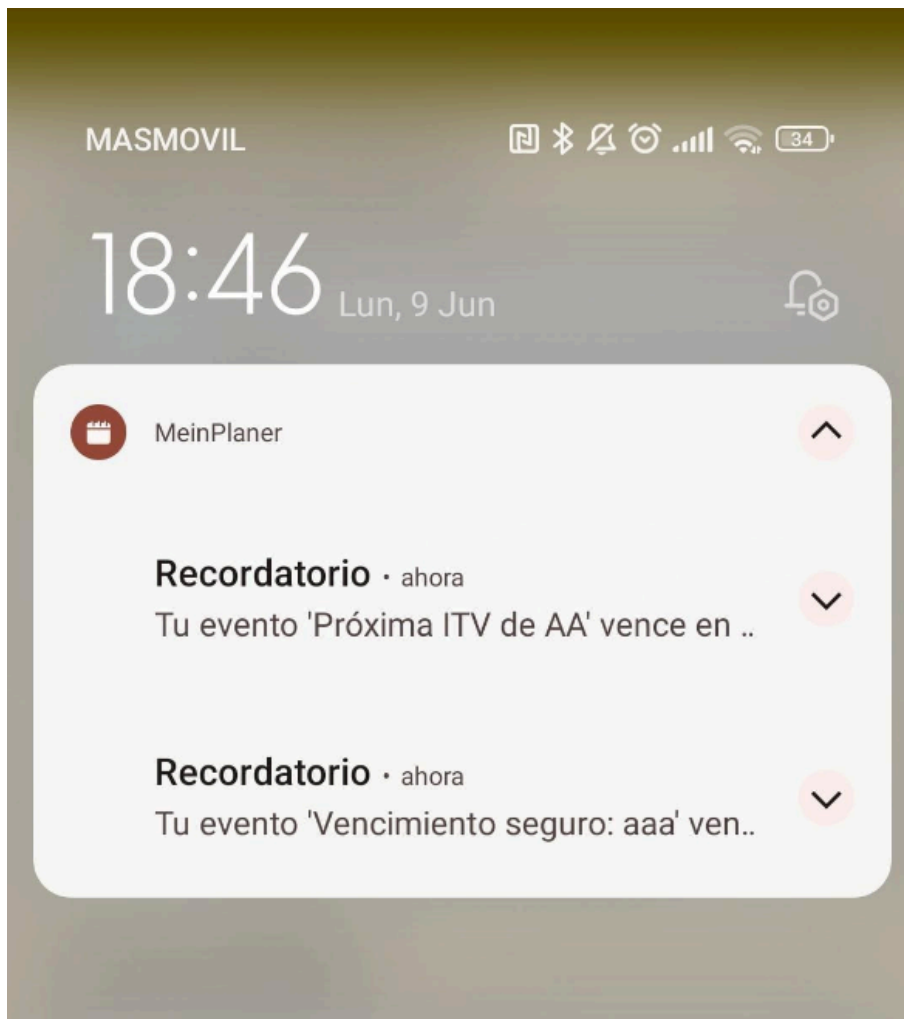 MASMOVIL 34
18:46 Lun, 9 Jun
MeinPlaner
Recordatorio • ahora
Tu evento 'Próxima ITV de AA' vence en ..
Recordatorio • ahora
Tu evento 'Vencimiento seguro: aaa' ven..